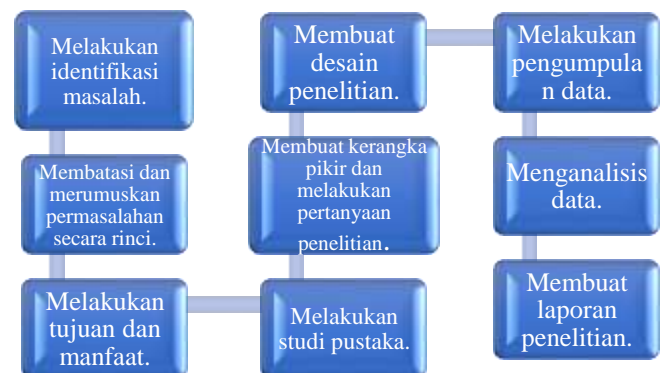 Melakukan
identifikasi
masalah.
Membatasi dan
merumuskan
permasalahan
secara rinci.
Melakukan
tujuan dan
manfaat.
Melakukan
studi pustaka.
Membuat kerangka
pikir dan
melakukan
pertanyaan
penelitian.
Membuat
desain
penelitian.
Melakukan
pengumpula
n data.
Menganalisis
data.
Membuat
laporan
penelitian.